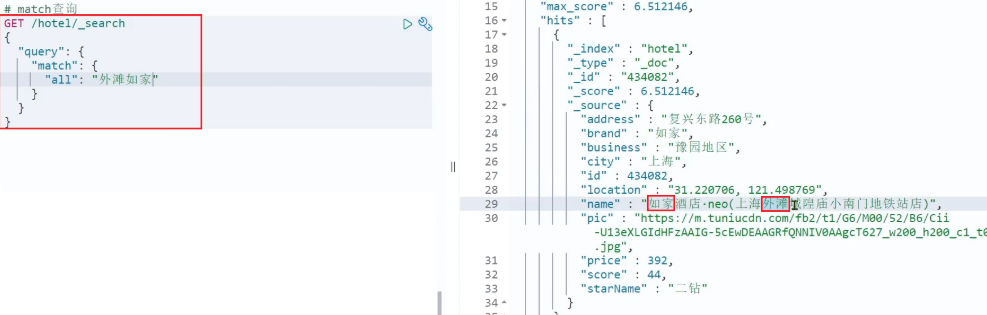 # match查询
GET /hotel/_search
{
  "query": {
    "match": {
      "all": "外滩如家"
    }
  }
}
15 "max_score" : 6.512146,
16 "hits" : [
17 {
18 "_index" : "hotel",
19 "_type" : "_doc",
20 "_id" : "434082",
21 "_score" : 6.512146,
22 "_source" : {
23 "address" : "复兴东路260号",
24 "brand" : "如家",
25 "business" : "豫园地区",
26 "city" : "上海",
27 "id" : 434082,
28 "location" : "31.220706, 121.498769",
29 "name" : "如家酒店·neo(上海外滩城隍庙小南门地铁站店)",
30 "pic" : "https://m.tuniucdn.com/fb2/t1/G6/M00/52/B6/Cii
-U13eXLGIdHFzAAIG-5cEwDEAAGRfQNNIV0AAgcT627_w200_h200_c1_t0
.jpg",
31 "price" : 392,
32 "score" : 44,
33 "starName" : "二钻"
34 }
35 }